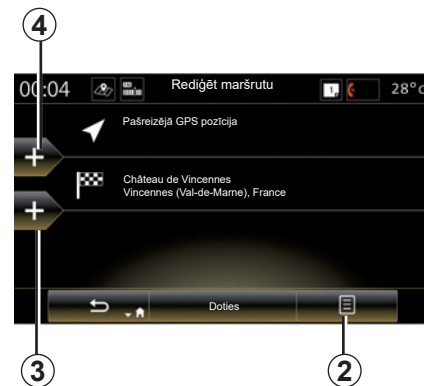 4
00:04 Rediģēt maršrutu 1 28°c
Pašreizējā GPS pozīcija
+
Château de Vincennes
Vincennes (Val-de-Marne), France
+
Doties
3 2